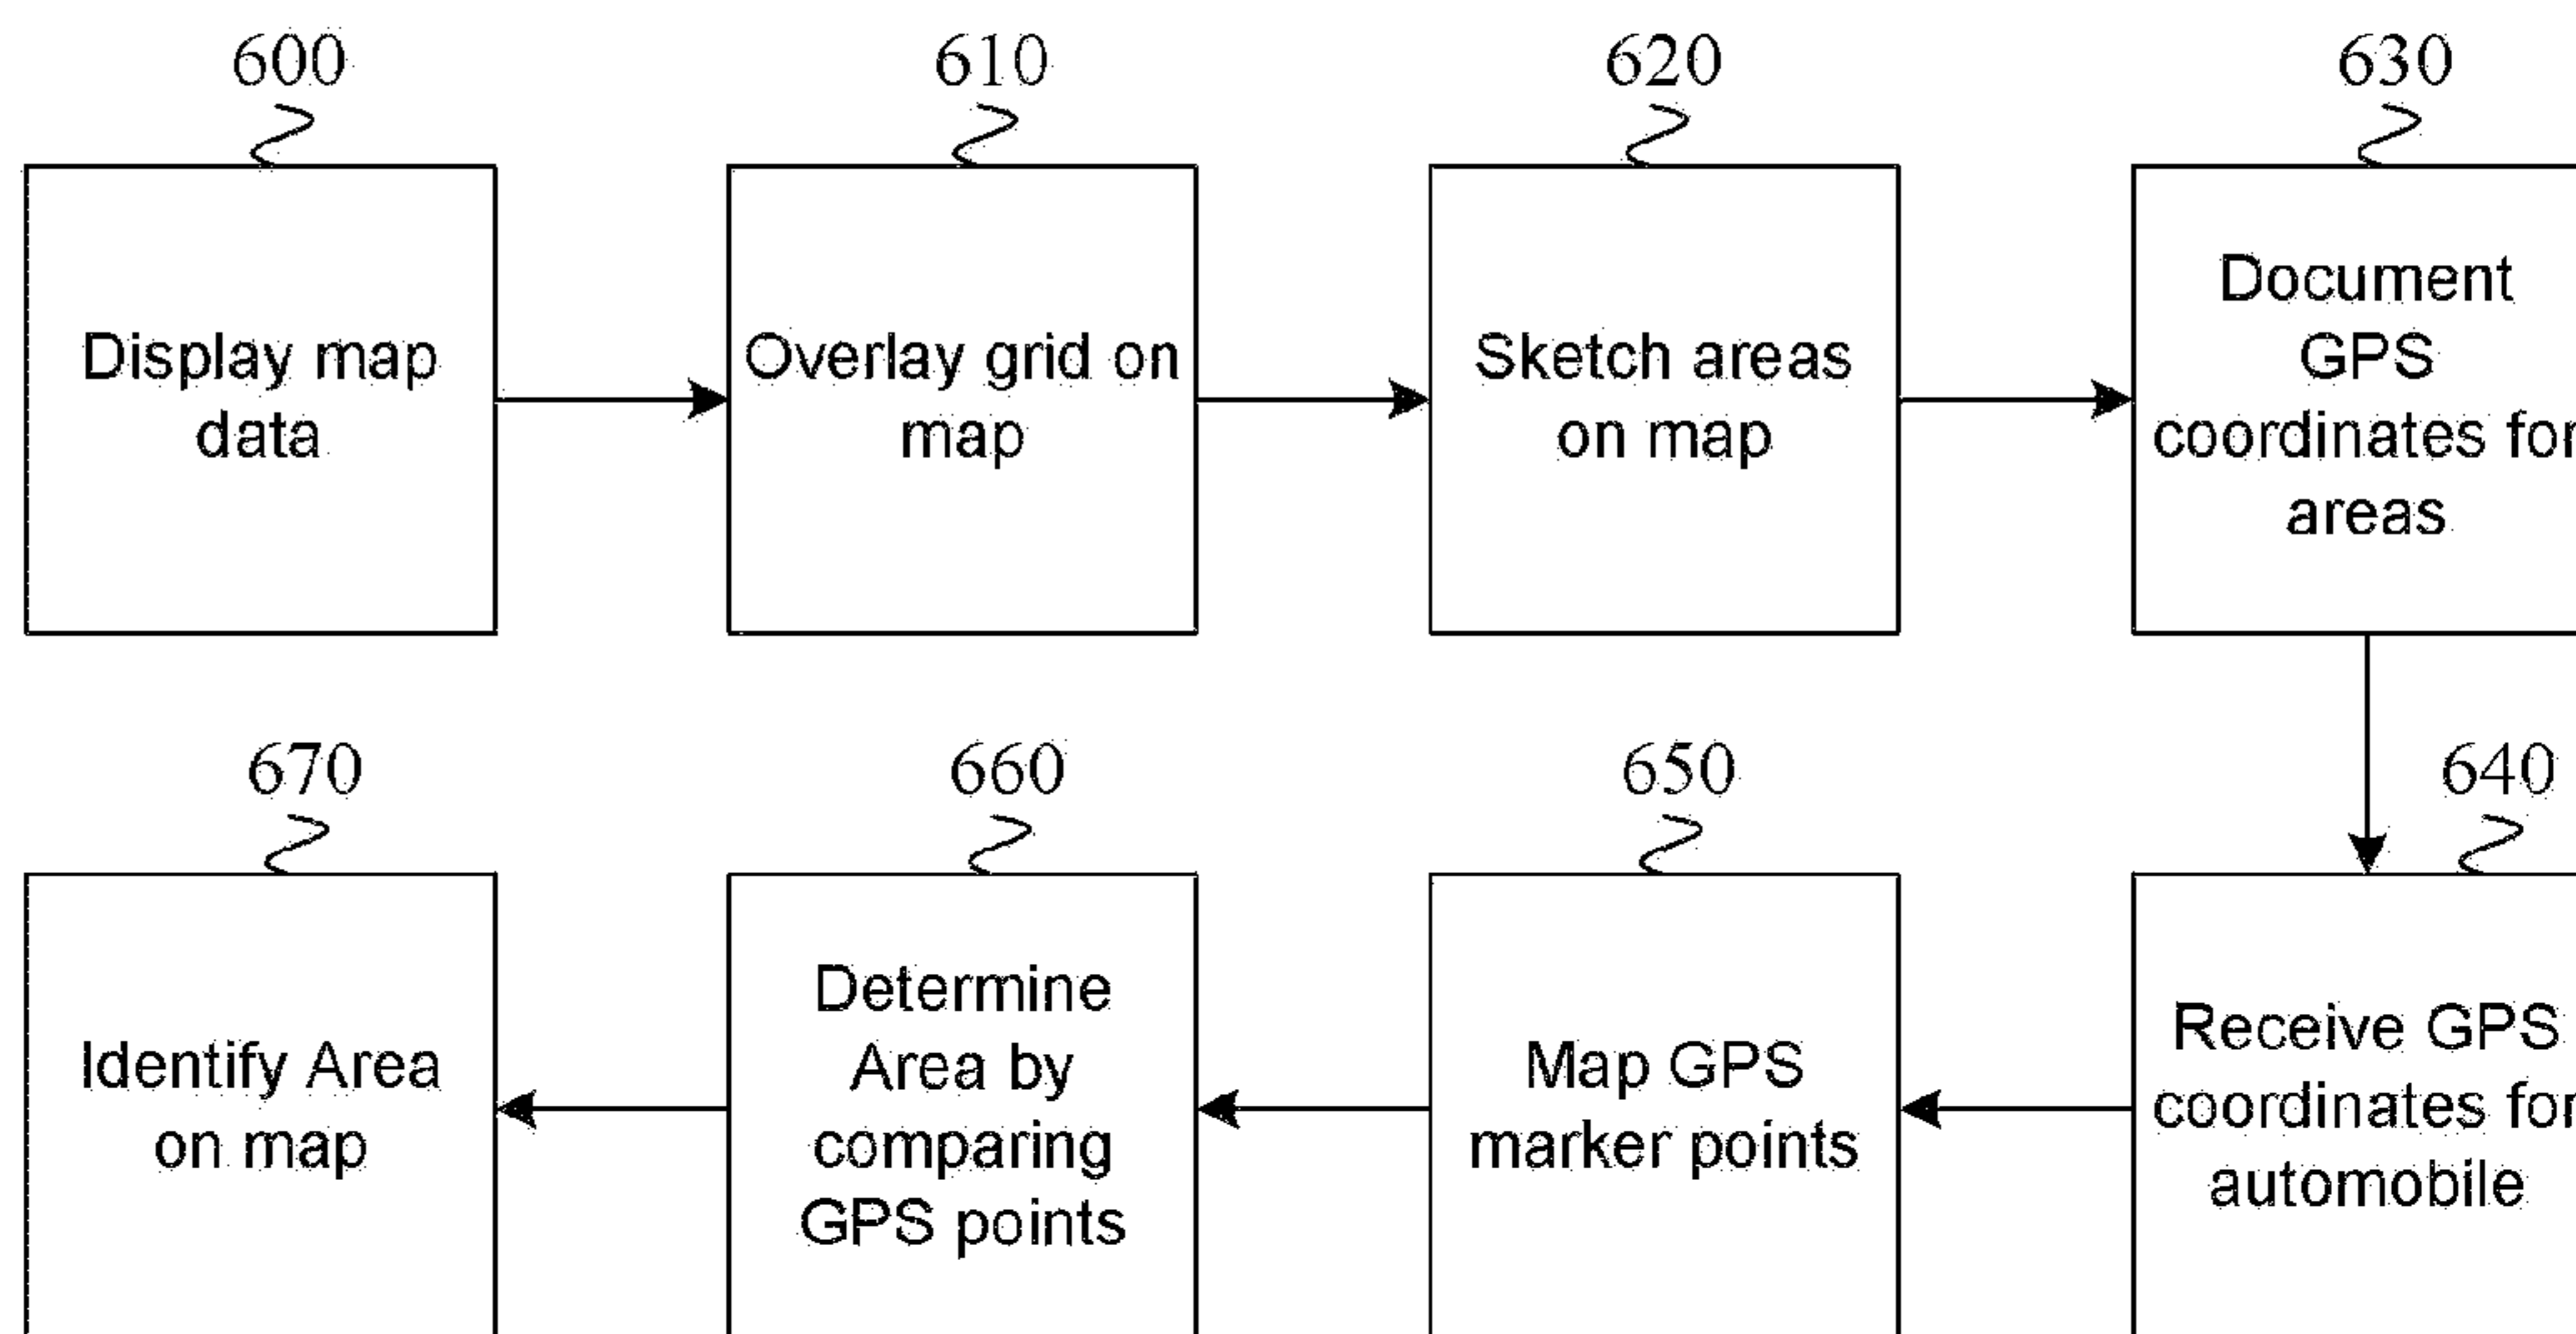 600
610
620
630
Display map
data
Overlay grid on
map
Sketch areas
on map
Document
GPS
coordinates for
areas
670
660
650
640
Identify Area
on map
Determine
Area by
comparing
GPS points
Map GPS
marker points
Receive GPS
coordinates for
automobile